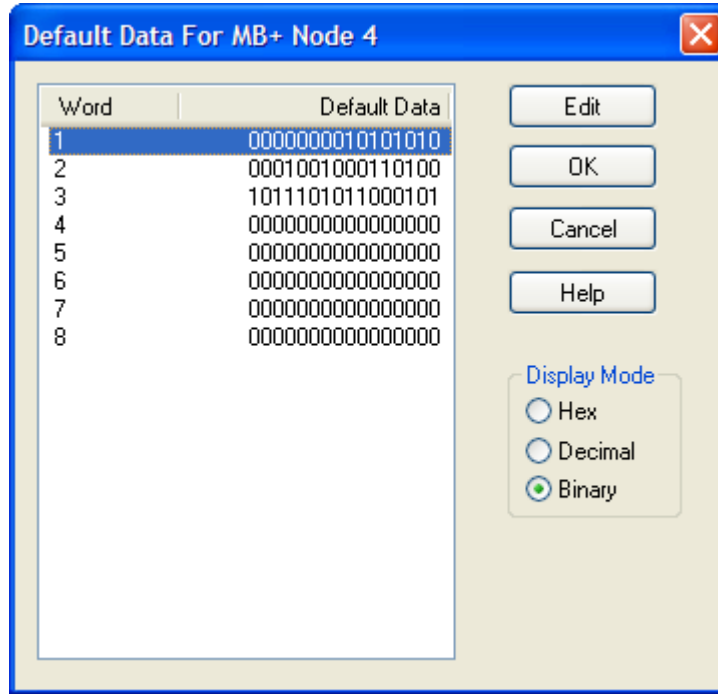 Default Data For MB+ Node 4
Word Default Data
1 0000000010101010
2 0001001000110100
3 1011101011000101
4 0000000000000000
5 0000000000000000
6 0000000000000000
7 0000000000000000
8 0000000000000000
Edit
OK
Cancel
Help
Display Mode
Hex
Decimal
Binary